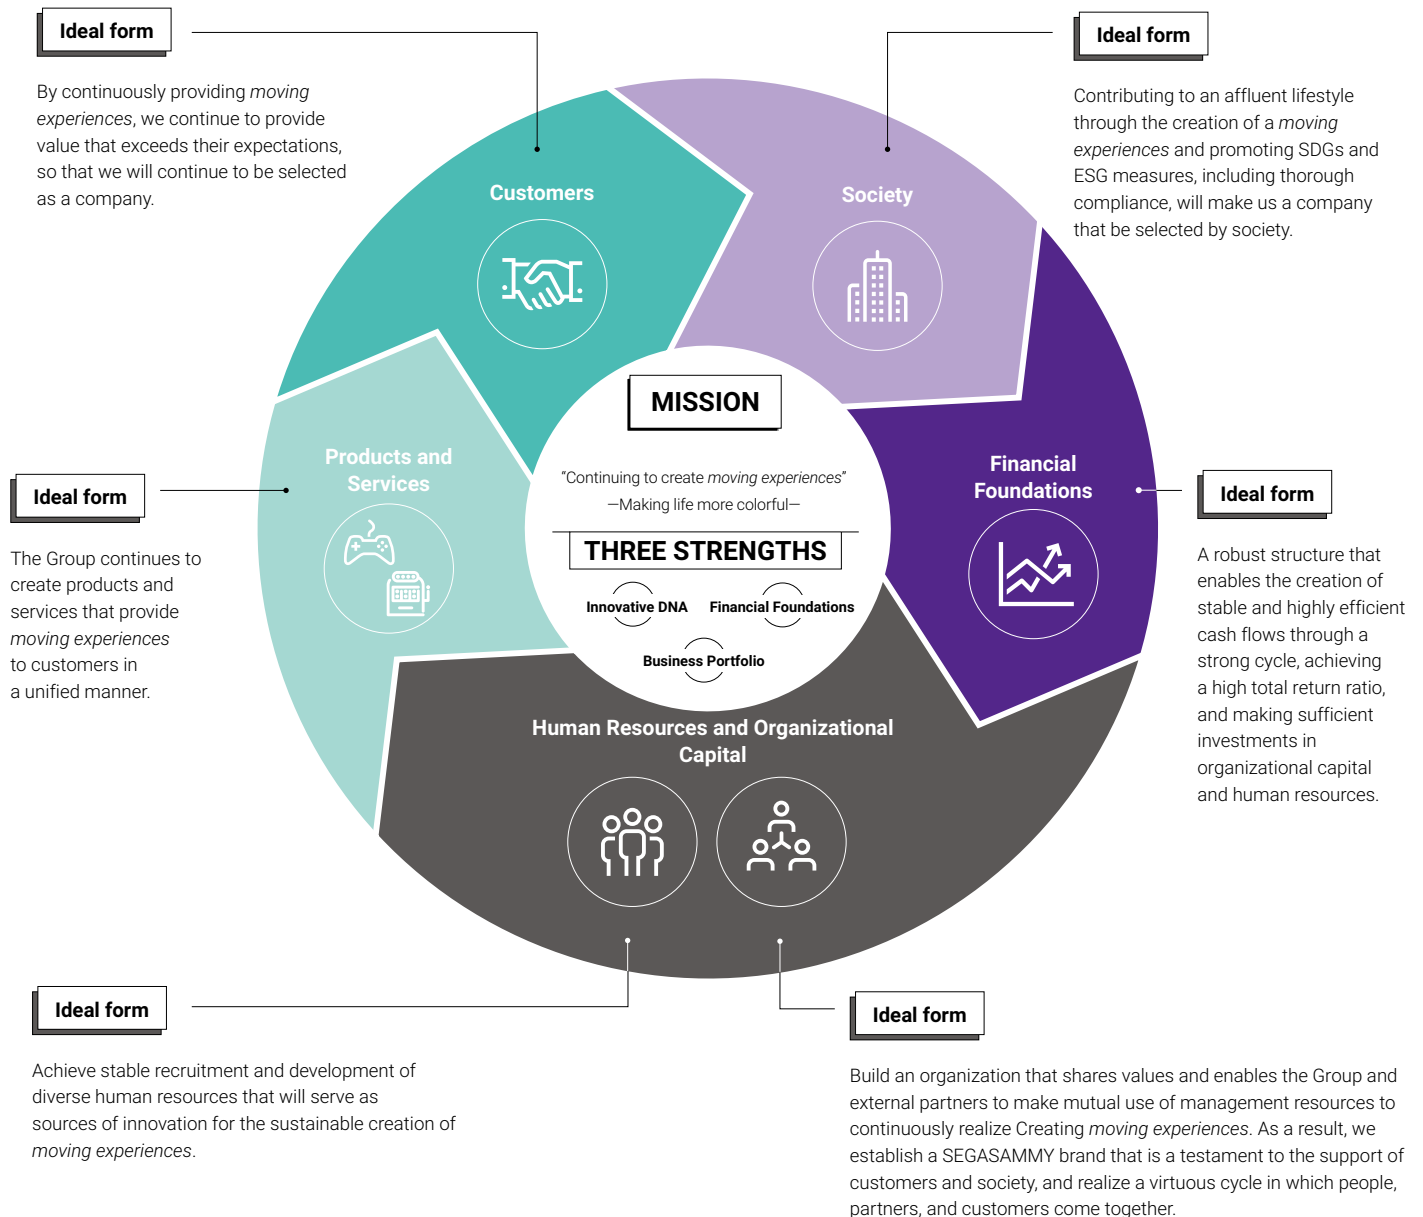 Ideal form
By continuously providing moving
experiences, we continue to provide
value that exceeds their expectations,
so that we will continue to be selected
as a company.
Ideal form
Contributing to an affluent lifestyle
through the creation of a moving
experiences and promoting SDGs and
ESG measures, including thorough
compliance, will make us a company
that be selected by society.
Customers
Society
Products and
Services
Financial
Foundations
MISSION
“Continuing to create moving experiences”
—Making life more colorful—
THREE STRENGTHS
Innovative DNA
Financial Foundations
Business Portfolio
Ideal form
The Group continues to
create products and
services that provide
moving experiences
to customers in
a unified manner.
Ideal form
A robust structure that
enables the creation of
stable and highly efficient
cash flows through a
strong cycle, achieving
a high total return ratio,
and making sufficient
investments in
organizational capital
and human resources.
Human Resources and Organizational
Capital
Ideal form
Achieve stable recruitment and development of
diverse human resources that will serve as
sources of innovation for the sustainable creation of
moving experiences.
Ideal form
Build an organization that shares values and enables the Group and
external partners to make mutual use of management resources to
continuously realize Creating moving experiences. As a result, we
establish a SEGASAMMY brand that is a testament to the support of
customers and society, and realize a virtuous cycle in which people,
partners, and customers come together.